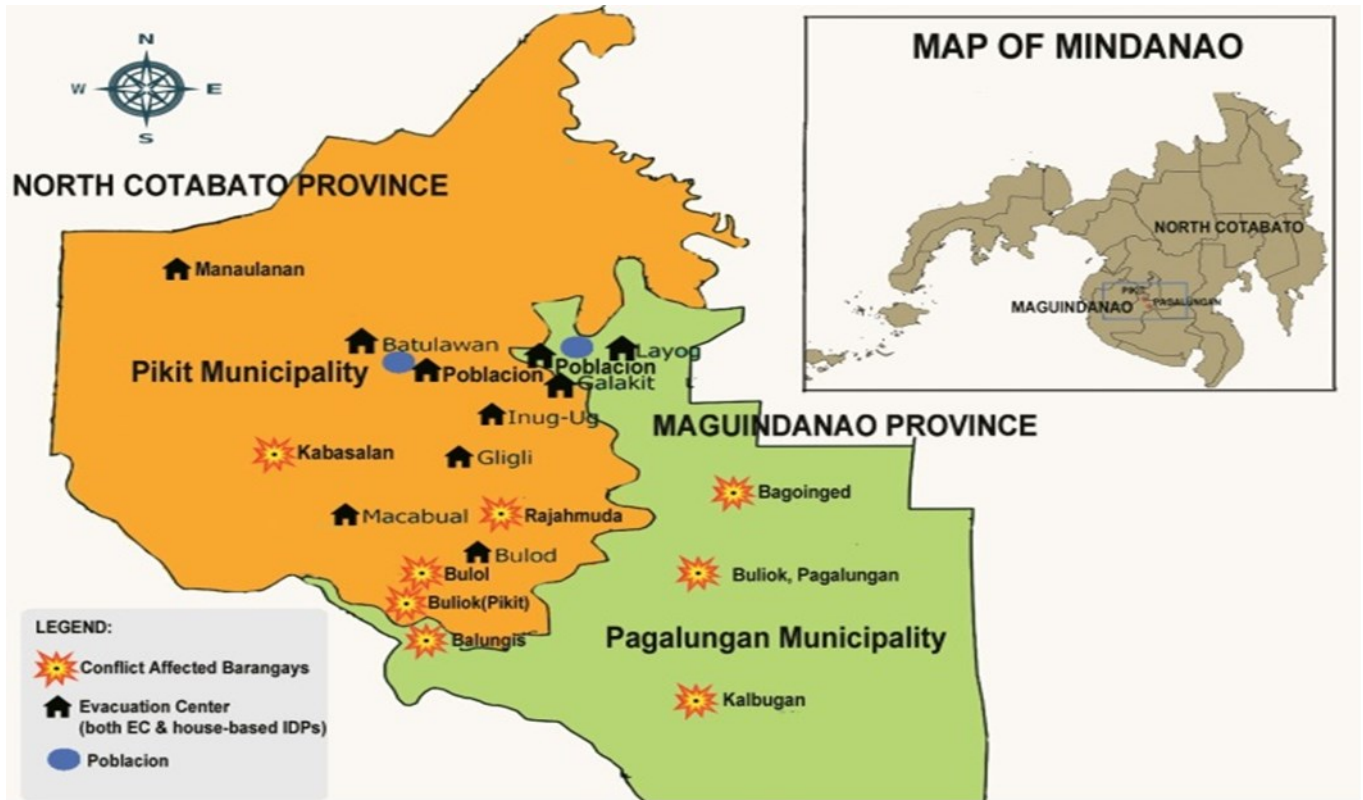 N
W E
S
MAP OF MINDANAO
NORTH COTABATO PROVINCE
NORTH COTABATO
PIKIT
PAGALUNGAN
MAGUINDANAO
Manaulanan
Batulawan
Layog
Pikit Municipality
Poblacion
Poblacion
Galakit
Inug-Ug
MAGUINDANAO PROVINCE
Kabasalan
Gligli
Bagoinged
Macabual
Rajahmuda
Bulod
Bulol
Buliok, Pagalungan
Buliok(Pikit)
Balungis
Pagalungan Municipality
Kalbugan
LEGEND:
Conflict Affected Barangays
Evacuation Center
(both EC & house-based IDPs)
Poblacion